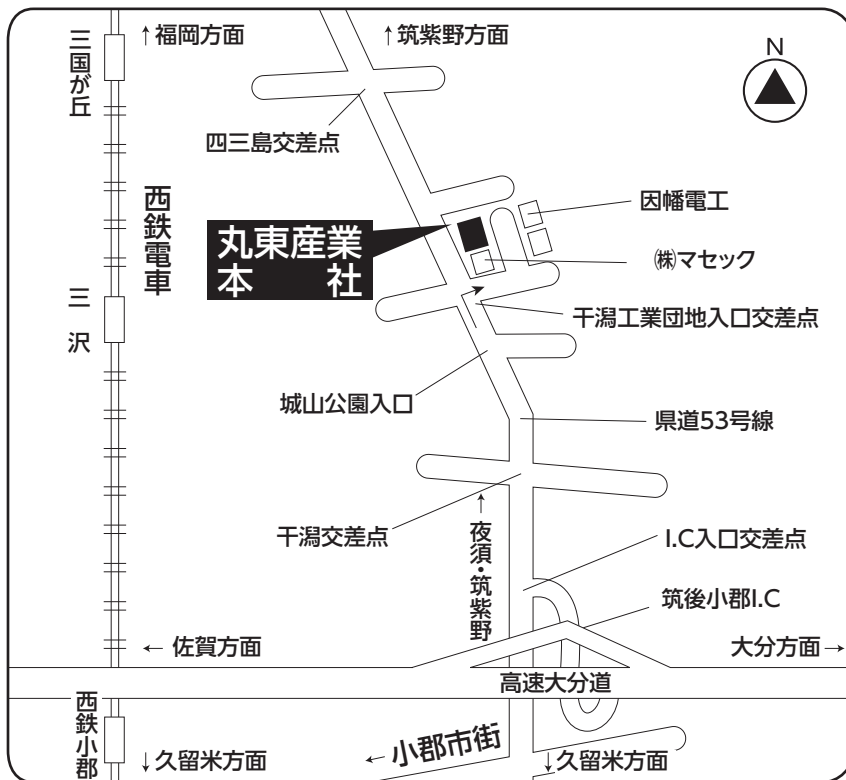 三国が丘
↑福岡方面
↑筑紫野方面
N
四三島交差点
西鉄電車
因幡電工
丸東産業
本社
㈱マセック
三沢
干潟工業団地入口交差点
城山公園入口
県道53号線
干潟交差点
↑夜須・筑紫野
I.C入口交差点
筑後小郡I.C
← 佐賀方面
大分方面→
高速大分道
西鉄小郡
↓久留米方面
←小郡市街
↓久留米方面